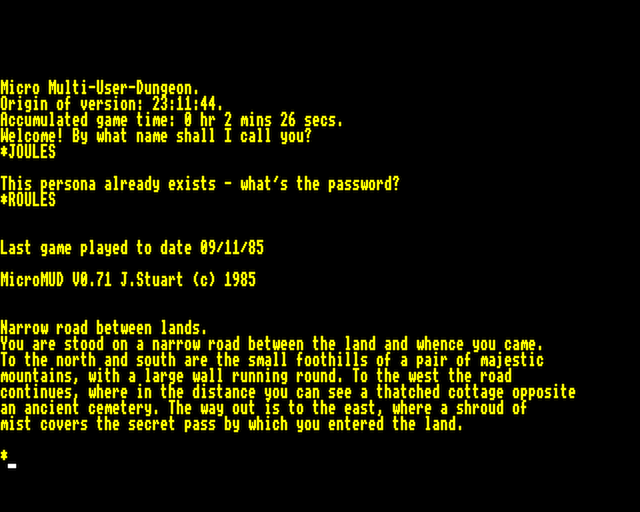 Micro Multi-User-Dungeon.
Origin of version: 23:11:44.
Accumulated game time: 0 hr 2 mins 26 secs.
Welcome! By what name shall I call you?
*JOULES
This persona already exists - what's the password?
*ROULES
Last game played to date 09/11/85
MicroMUD V0.71 J.Stuart (c) 1985
Narrow road between lands.
You are stood on a narrow road between the land and whence you came.
To the north and south are the small foothills of a pair of majestic
mountains, with a large wall running round. To the west the road
continues, where in the distance you can see a thatched cottage opposite
an ancient cemetery. The way out is to the east, where a shroud of
mist covers the secret pass by which you entered the land.
*